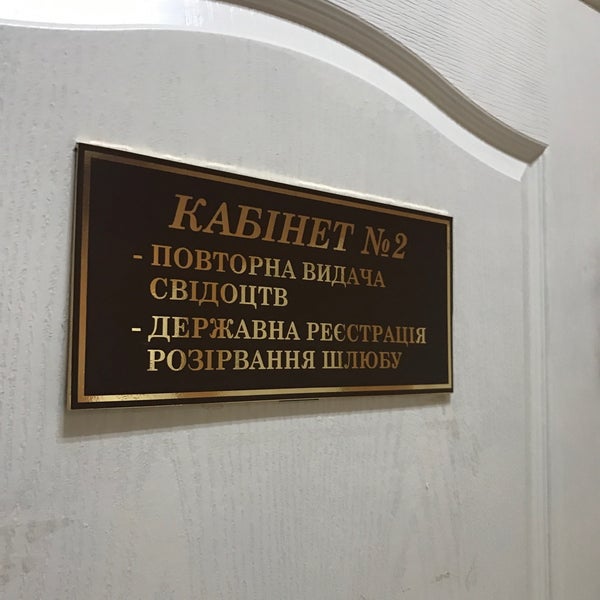 КАБІНЕТ №2
- ПОВТОРНА ВИДАЧА
СВІДОЦТВ
- ДЕРЖАВНА РЕЄСТРАЦІЯ
РОЗІРВАННЯ ШЛЮБУ